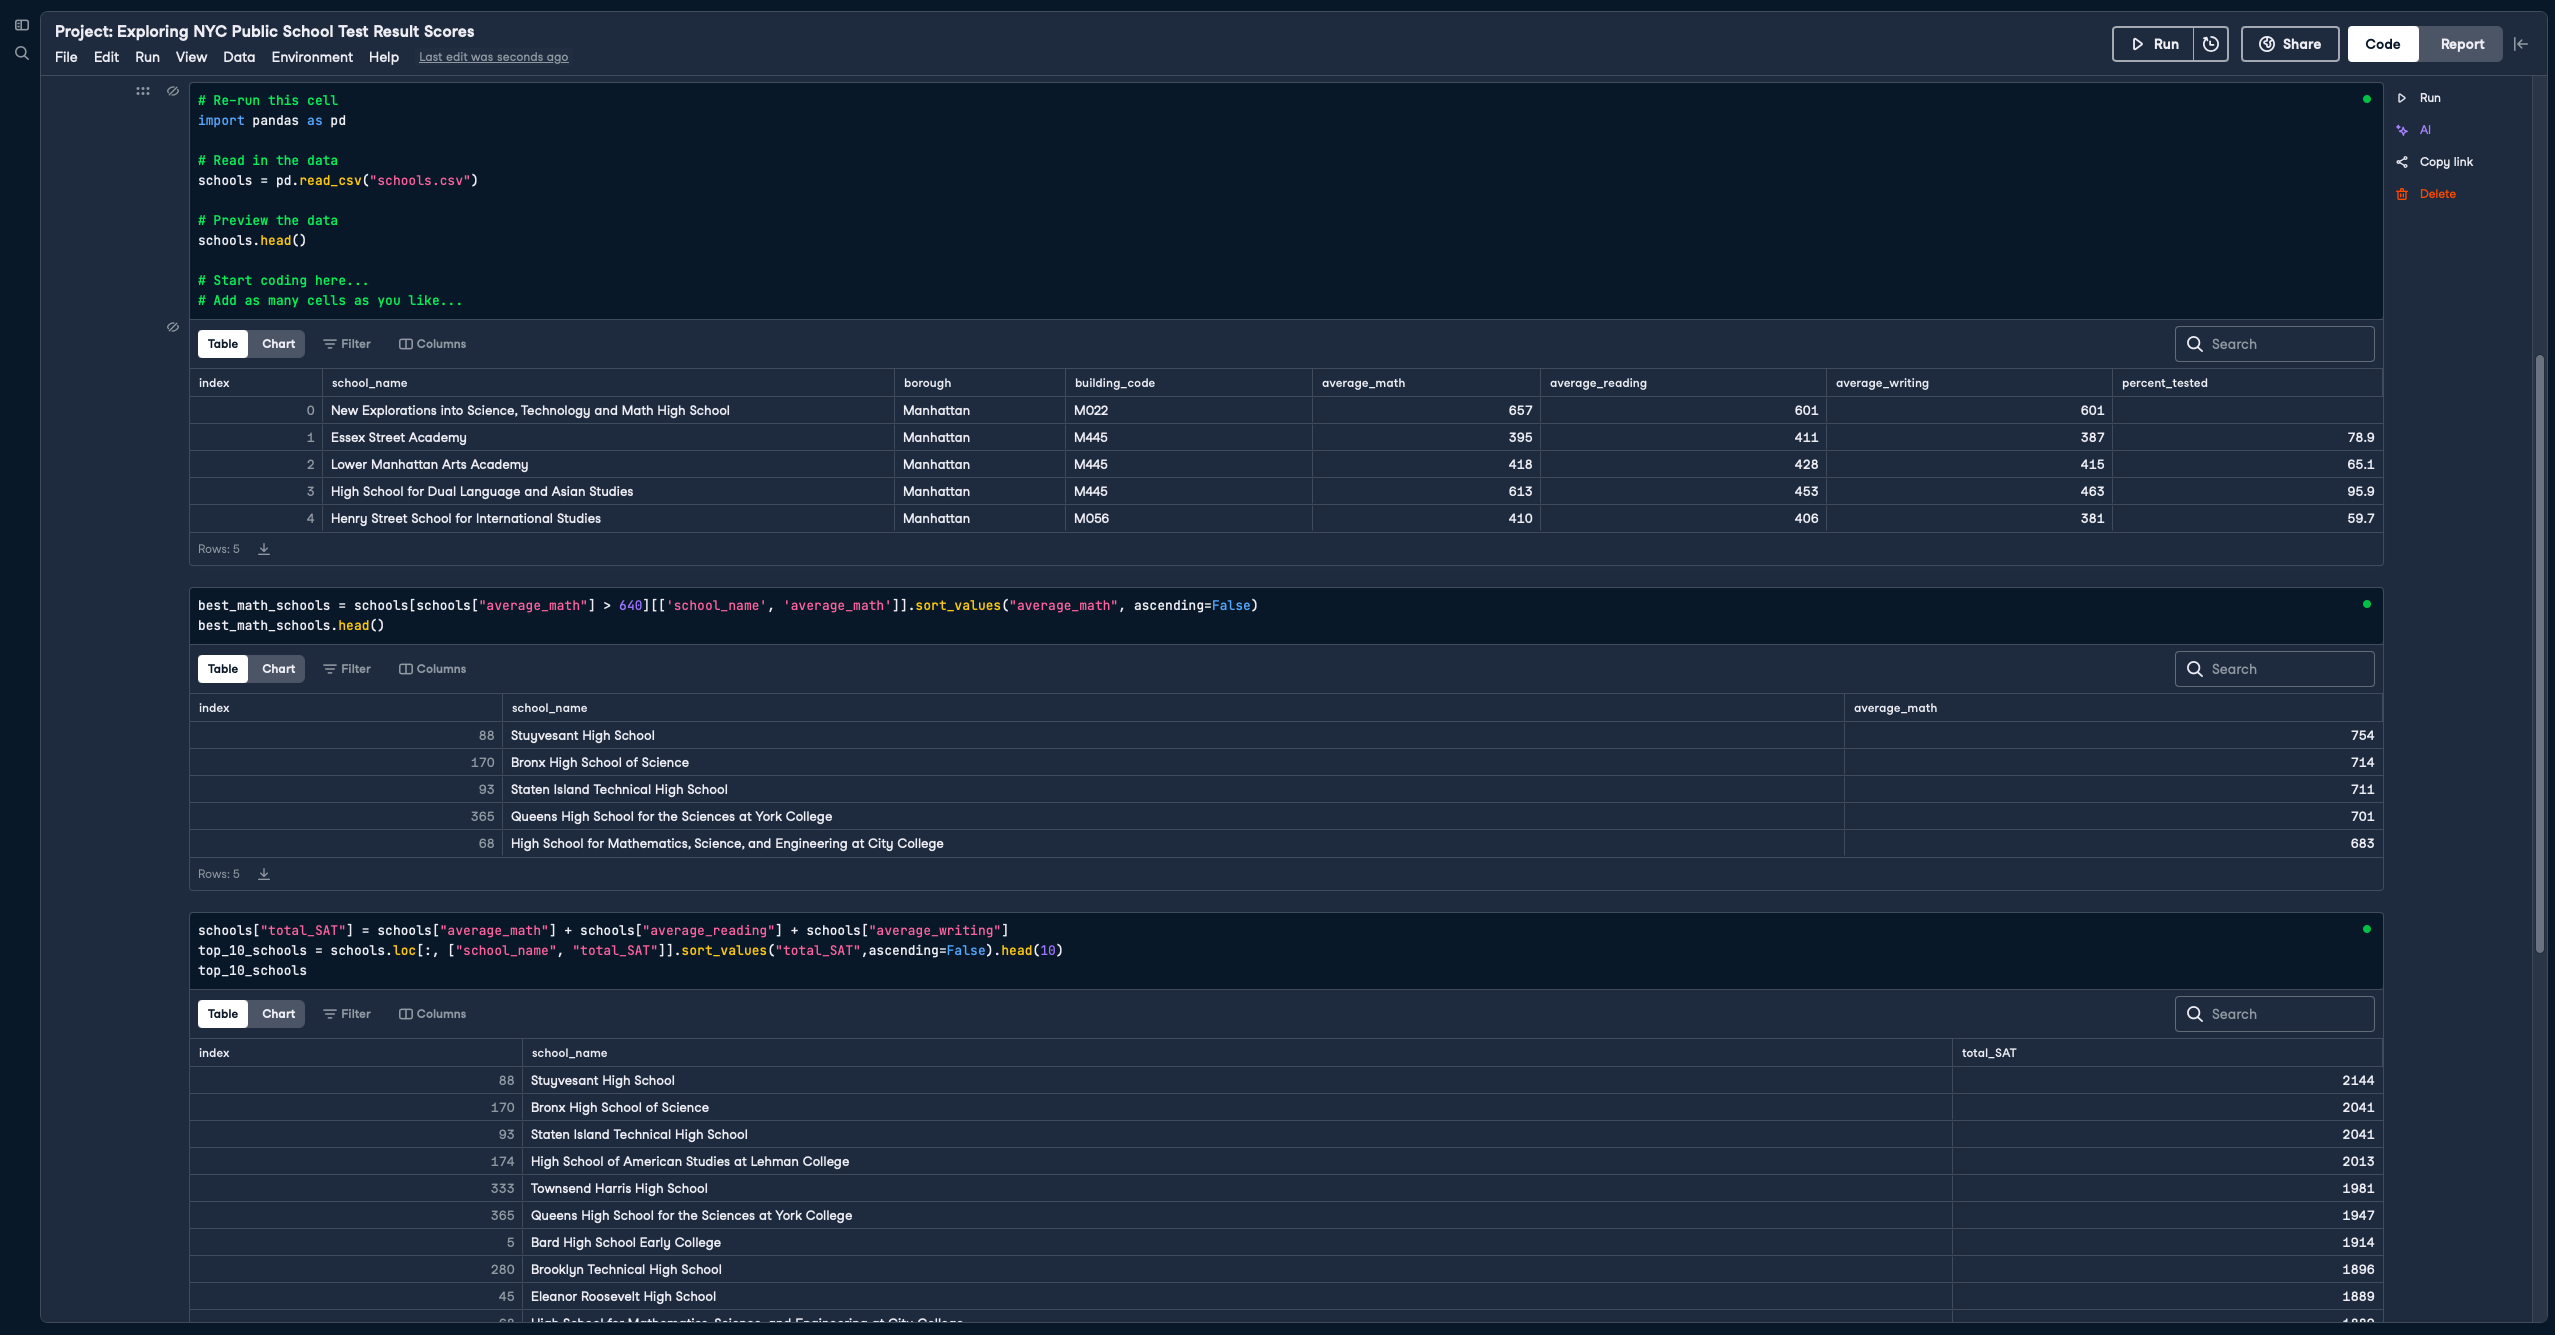 Project: Exploring NYC Public School Test Result Scores
File Edit Run View Data Environment Help Last edit was seconds ago
Run Share Code Report
# Re-run this cell
import pandas as pd
# Read in the data
schools = pd.read_csv("schools.csv")
# Preview the data
schools.head()
# Start coding here...
# Add as many cells as you like...
Run
AI
Copy link
Delete
Table Chart Filter Columns Search
index school_name borough building_code average_math average_reading average_writing percent_tested
0 New Explorations into Science, Technology and Math High School Manhattan M022 657 601 601
1 Essex Street Academy Manhattan M445 395 411 387 78.9
2 Lower Manhattan Arts Academy Manhattan M445 418 428 415 65.1
3 High School for Dual Language and Asian Studies Manhattan M445 613 453 463 95.9
4 Henry Street School for International Studies Manhattan M056 410 406 381 59.7
Rows: 5
best_math_schools = schools[schools["average_math"] > 640][['school_name', 'average_math']].sort_values("average_math", ascending=False)
best_math_schools.head()
Table Chart Filter Columns Search
index school_name average_math
88 Stuyvesant High School 754
170 Bronx High School of Science 714
93 Staten Island Technical High School 711
365 Queens High School for the Sciences at York College 701
68 High School for Mathematics, Science, and Engineering at City College 683
Rows: 5
schools["total_SAT"] = schools["average_math"] + schools["average_reading"] + schools["average_writing"]
top_10_schools = schools.loc[:, ["school_name", "total_SAT"]].sort_values("total_SAT",ascending=False).head(10)
top_10_schools
Table Chart Filter Columns Search
index school_name total_SAT
88 Stuyvesant High School 2144
170 Bronx High School of Science 2041
93 Staten Island Technical High School 2041
174 High School of American Studies at Lehman College 2013
333 Townsend Harris High School 1981
365 Queens High School for the Sciences at York College 1947
5 Bard High School Early College 1914
280 Brooklyn Technical High School 1896
45 Eleanor Roosevelt High School 1889
68 High School for Mathematics, Science, and Engineering at City College